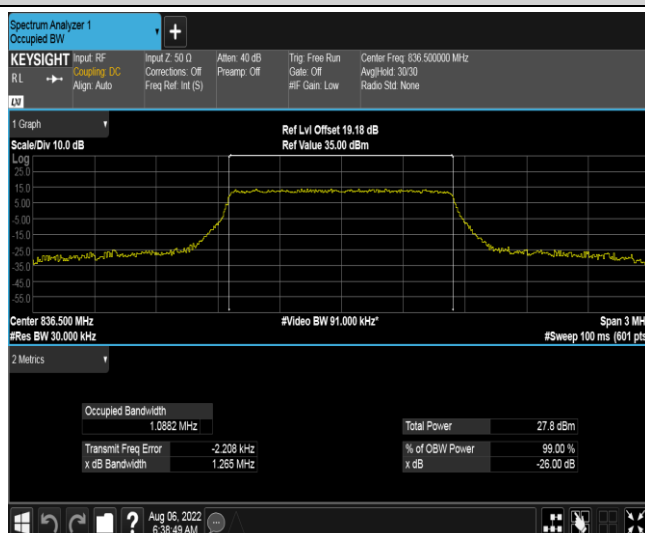 Spectrum Analyzer 1
Occupied BW
+
KEYSIGHT Input: RF Input Z: 50 Ω Atten: 40 dB Trig: Free Run Center Freq: 836.500000 MHz
RL Coupling: DC Corrections: Off Preamp: Off Gate: Off Avg|Hold: 30/30
Align: Auto Freq Ref: Int (S) #IF Gain: Low Radio Std: None
LXI
1 Graph Ref Lvl Offset 19.18 dB
Scale/Div 10.0 dB Ref Value 35.00 dBm
Log
25.0
15.0
5.00
-5.00
-15.0
-25.0
-35.0
-45.0
-55.0
Center 836.500 MHz #Video BW 91.000 kHz* Span 3 MH
#Res BW 30.000 kHz #Sweep 100 ms (601 pts
2 Metrics
Occupied Bandwidth
1.0882 MHz Total Power 27.8 dBm
Transmit Freq Error -2.208 kHz % of OBW Power 99.00 %
x dB Bandwidth 1.265 MHz x dB -26.00 dB
? Aug 06, 2022
6:38:49 AM